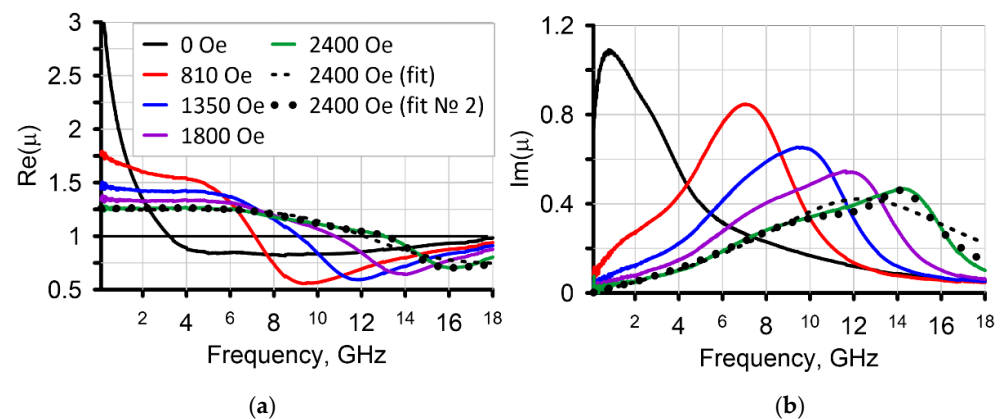 (a)
3
2.5
2
1.5
1
0.5
Re(μ)
0 Oe
810 Oe
1350 Oe
1800 Oe
2400 Oe
2400 Oe (fit)
2400 Oe (fit № 2)
2 4 6 8 10 12 14 16 18
Frequency, GHz
(b)
1.2
0.8
0.4
0
Im(μ)
2 4 6 8 10 12 14 16 18
Frequency, GHz
(a) (b)